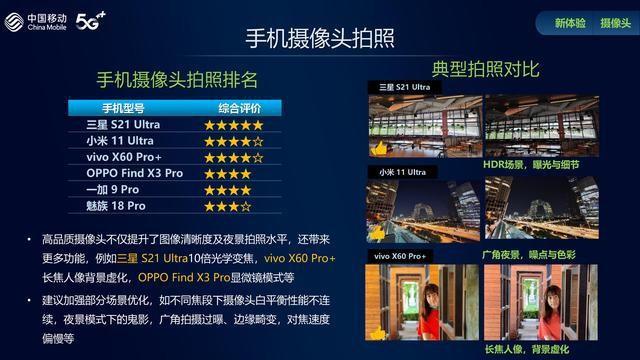 中国移动
China Mobile
5G++
新体验
摄像头
手机摄像头拍照
手机摄像头拍照排名
手机型号 综合评价
三星 S21 Ultra ★★★★★
小米 11 Ultra ★★★★☆
vivo X60 Pro+ ★★★★☆
OPPO Find X3 Pro ★★★★
一加 9 Pro ★★★★
魅族 18 Pro ★★★☆
• 高品质摄像头不仅提升了图像清晰度及夜景拍照水平，还带来
更多功能，例如三星 S21 Ultra10倍光学变焦，vivo X60 Pro+
长焦人像背景虚化，OPPO Find X3 Pro显微镜模式等
• 建议加强部分场景优化，如不同焦段下摄像头白平衡性能不连
续，夜景模式下的鬼影，广角拍摄过曝、边缘畸变，对焦速度
偏慢等
典型拍照对比
三星 S21 Ultra
HDR场景，曝光与细节
小米 11 Ultra
广角夜景，噪点与色彩
vivo X60 Pro+
长焦人像，背景虚化